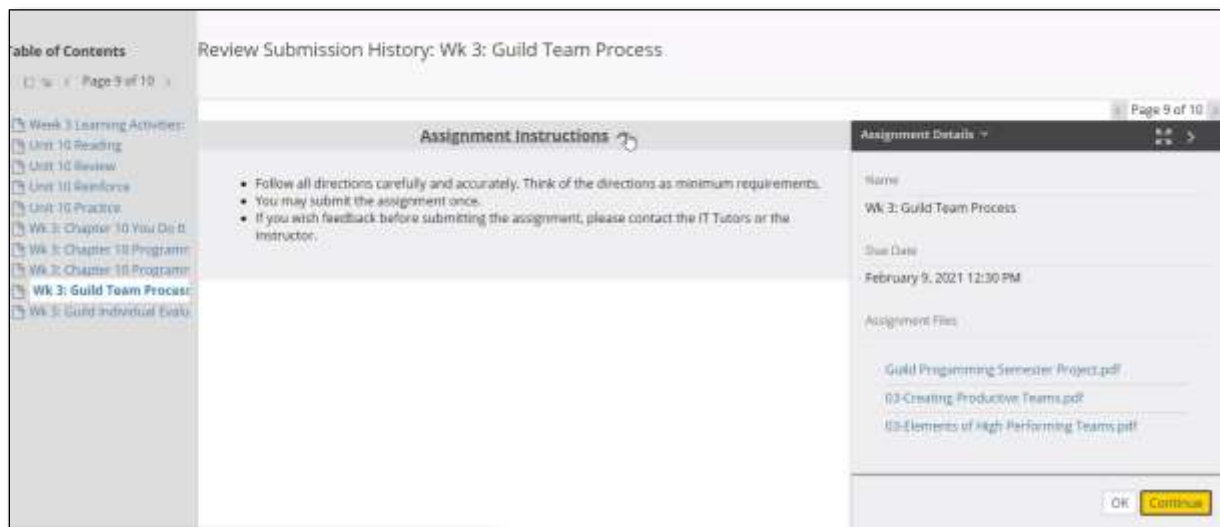 able of Contents
Page 9 of 10
Week 3 Learning Activities:
Unit 10 Reading
Unit 10 Review
Unit 10 Reinforce
Unit 10 Practice
Wk 3: Chapter 10 You Do It
Wk 3: Chapter 10 Programm
Wk 3: Chapter 10 Programm
Wk 3: Guild Team Process
Wk 3: Guild Individual Evalu
Review Submission History: Wk 3: Guild Team Process
Page 9 of 10
Assignment Instructions
Follow all directions carefully and accurately. Think of the directions as minimum requirements.
You may submit the assignment once.
If you wish feedback before submitting the assignment, please contact the IT Tutors or the
instructor.
Assignment Details
Name
Wk 3: Guild Team Process
Due Date
February 9, 2021 12:30 PM
Assignment Files
Guild Progamming Semester Project.pdf
03-Creating Productive Teams.pdf
03-Elements of High Performing Teams.pdf
OK
Continue